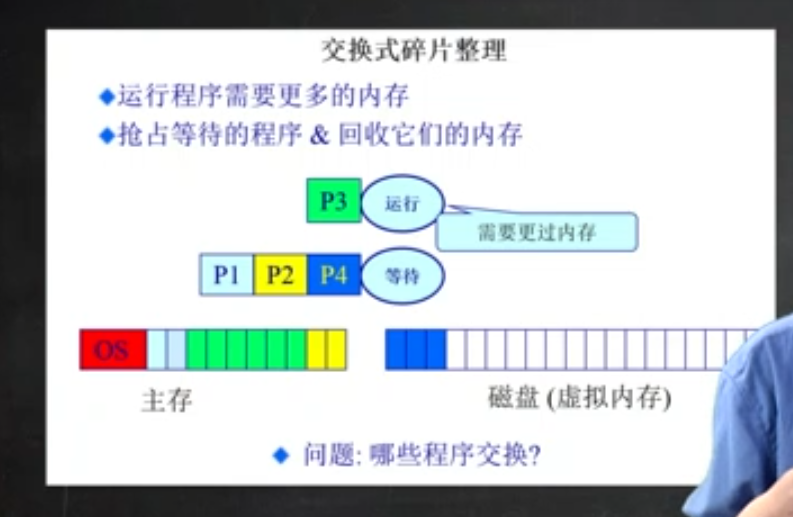 交换式碎片整理
◆运行程序需要更多的内存
◆抢占等待的程序 & 回收它们的内存
P3 运行
需要更过内存
P1 P2 P4 等待
OS
主存
磁盘 (虚拟内存)
◆ 问题: 哪些程序交换?